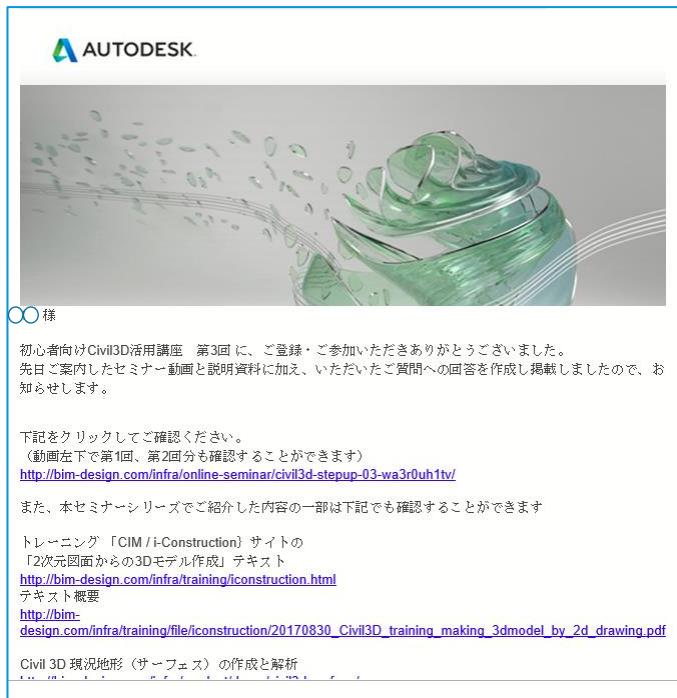 AUTODESK.
〇〇 様
初心者向けCivil3D活用講座　第3回 に、ご登録・ご参加いただきありがとうございました。
先日ご案内したセミナー動画と説明資料に加え、いただいたご質問への回答を作成し掲載しましたので、お
知らせします。
下記をクリックしてご確認ください。
（動画左下で第1回、第2回分も確認することができます）
http://bim-design.com/infra/online-seminar/civil3d-stepup-03-wa3r0uh1tv/
また、本セミナーシリーズでご紹介した内容の一部は下記でも確認することができます
トレーニング 「CIM / i-Construction} サイトの
「2次元図面からの3Dモデル作成」テキスト
http://bim-design.com/infra/training/iconstruction.html
テキスト概要
http://bim-
design.com/infra/training/file/iconstruction/20170830_Civil3D_training_making_3dmodel_by_2d_drawing.pdf
Civil 3D 現況地形（サーフェス）の作成と解析